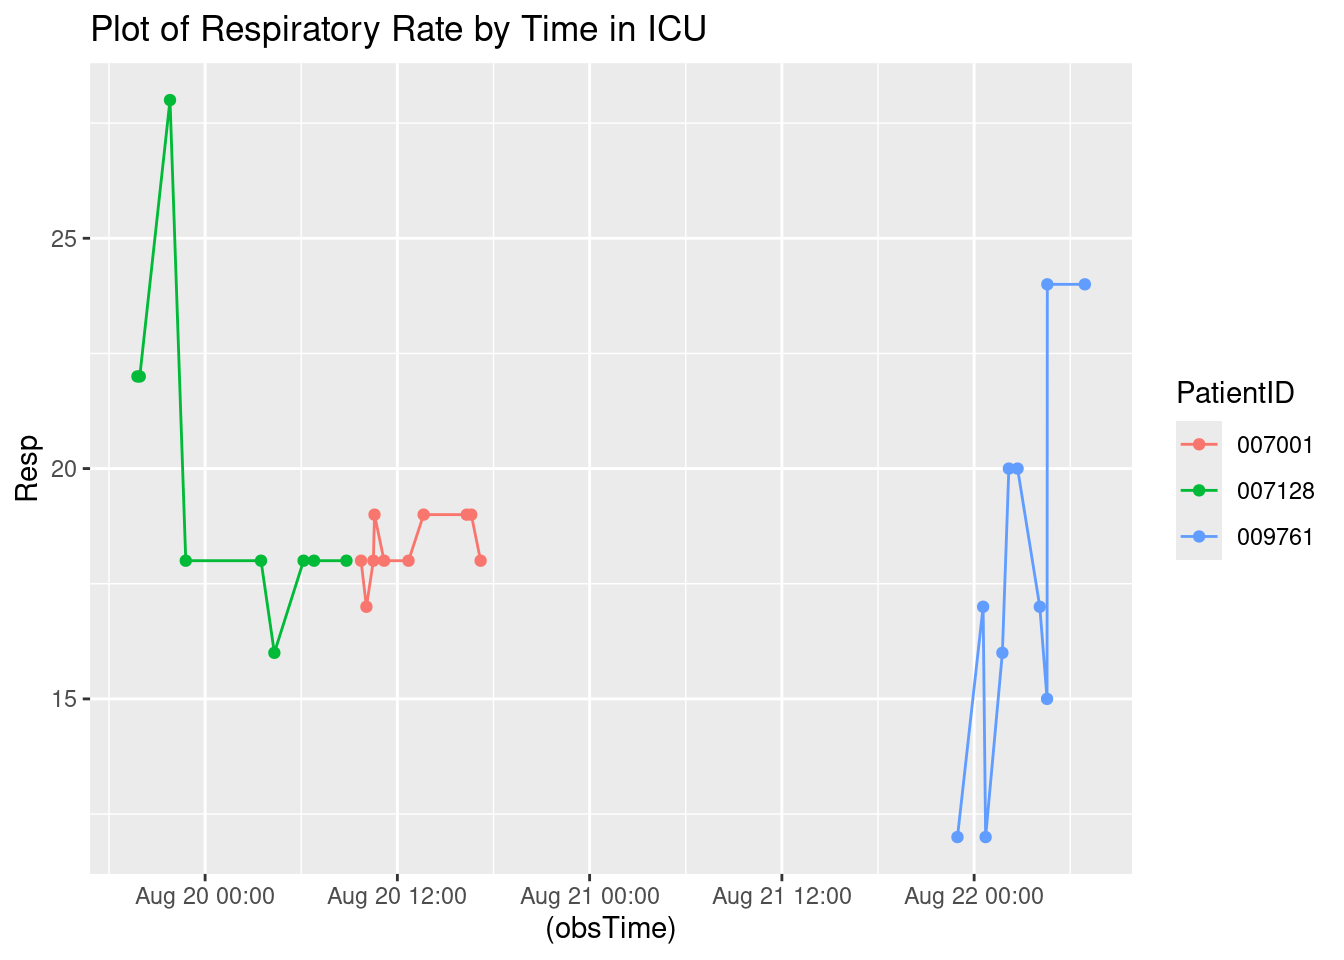 Plot of Respiratory Rate by Time in ICU
25
20
15
Resp
Aug 20 00:00 Aug 20 12:00 Aug 21 00:00 Aug 21 12:00 Aug 22 00:00
(obsTime)
PatientID
007001
007128
009761